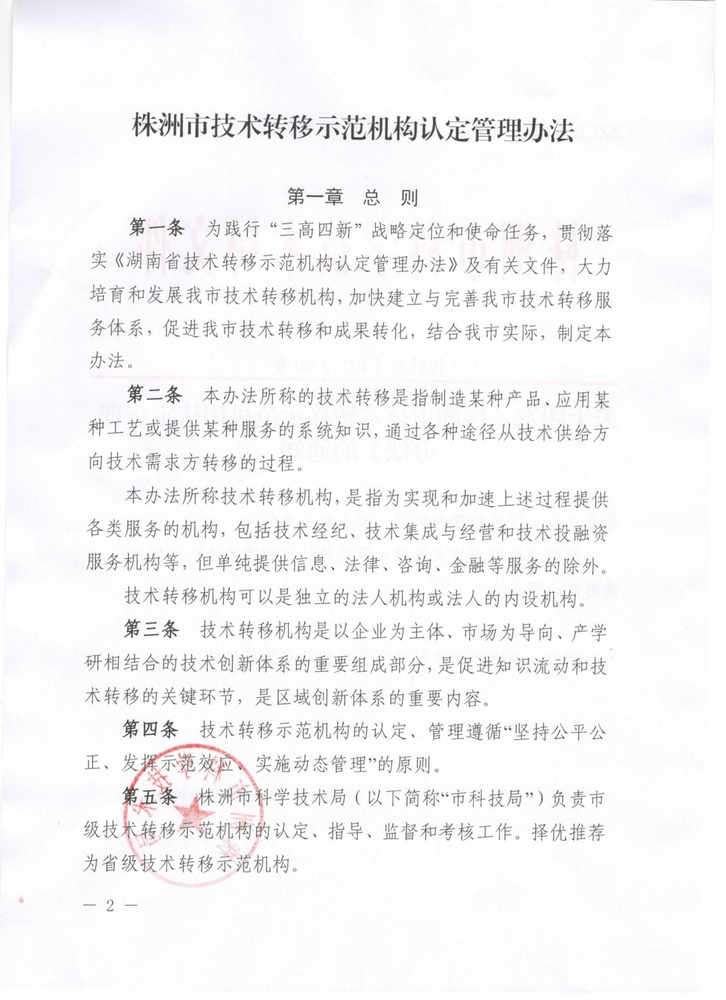 株洲市技术转移示范机构认定管理办法
第一章 总 则
第一条 为践行“三高四新”战略定位和使命任务，贯彻落
实《湖南省技术转移示范机构认定管理办法》及有关文件，大力
培育和发展我市技术转移机构，加快建立与完善我市技术转移服
务体系，促进我市技术转移和成果转化，结合我市实际，制定本
办法。
第二条 本办法所称的技术转移是指制造某种产品、应用某
种工艺或提供某种服务的系统知识，通过各种途径从技术供给方
向技术需求方转移的过程。
本办法所称技术转移机构，是指为实现和加速上述过程提供
各类服务的机构，包括技术经纪、技术集成与经营和技术投融资
服务机构等，但单纯提供信息、法律、咨询、金融等服务的除外。
技术转移机构可以是独立的法人机构或法人的内设机构。
第三条 技术转移机构是以企业为主体、市场为导向、产学
研相结合的技术创新体系的重要组成部分，是促进知识流动和技
术转移的关键环节，是区域创新体系的重要内容。
第四条 技术转移示范机构的认定、管理遵循“坚持公平公
正、发挥示范效应、实施动态管理”的原则。
第五条 株洲市科学技术局（以下简称“市科技局”）负责市
级技术转移示范机构的认定、指导、监督和考核工作。择优推荐
为省级技术转移示范机构。
— 2 —